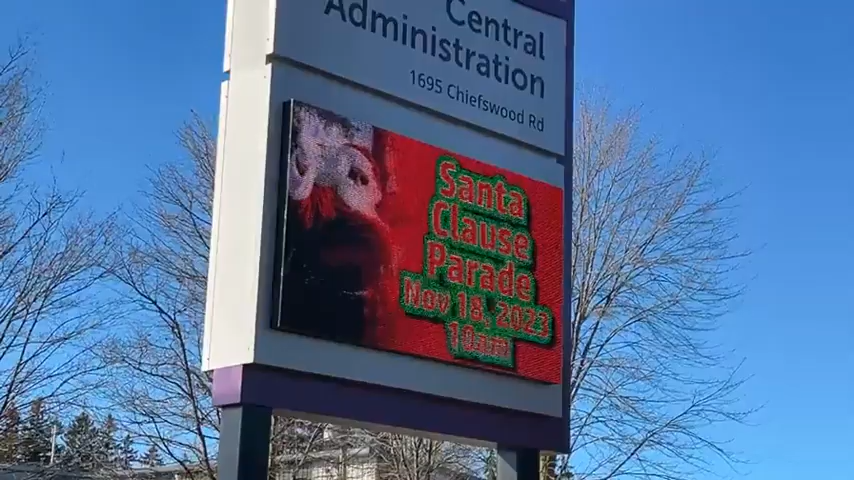 Central
Administration
1695 Chiefswood Rd
Santa
Clause
Parade
Nov 18, 2023
10am